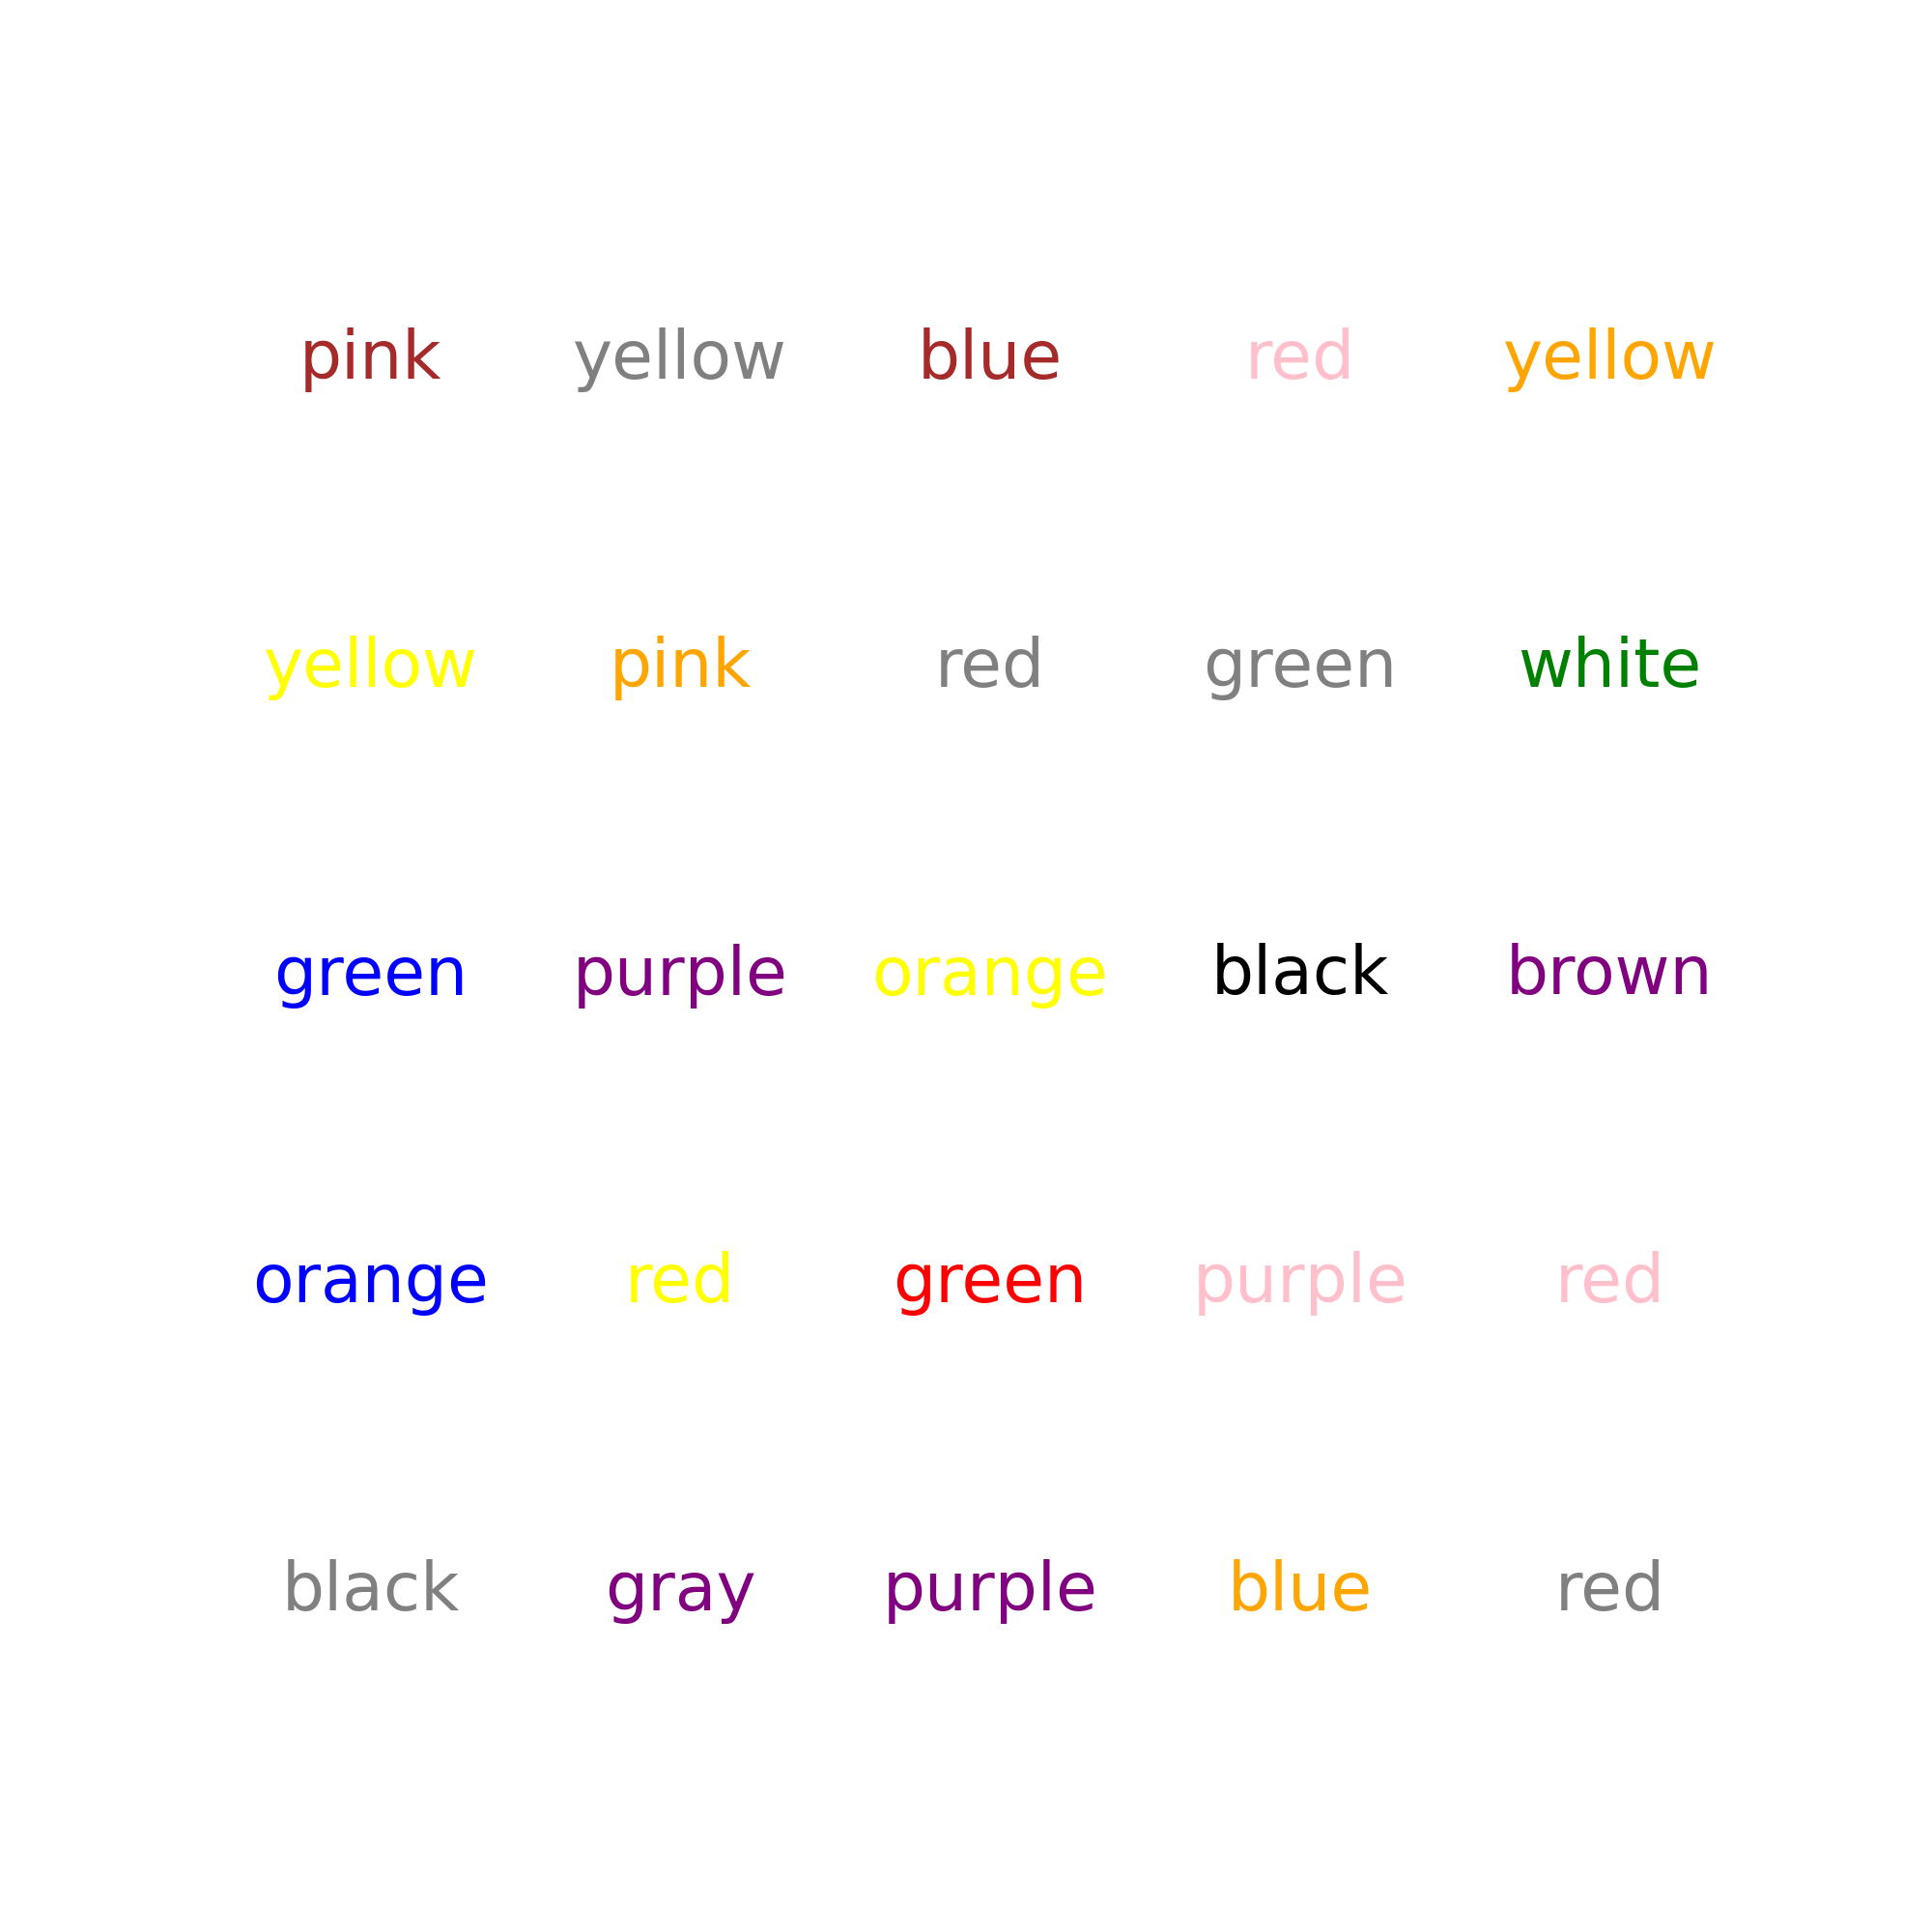 pink yellow blue red yellow
yellow pink red green white
green purple orange black brown
orange red green purple red
black gray purple blue red